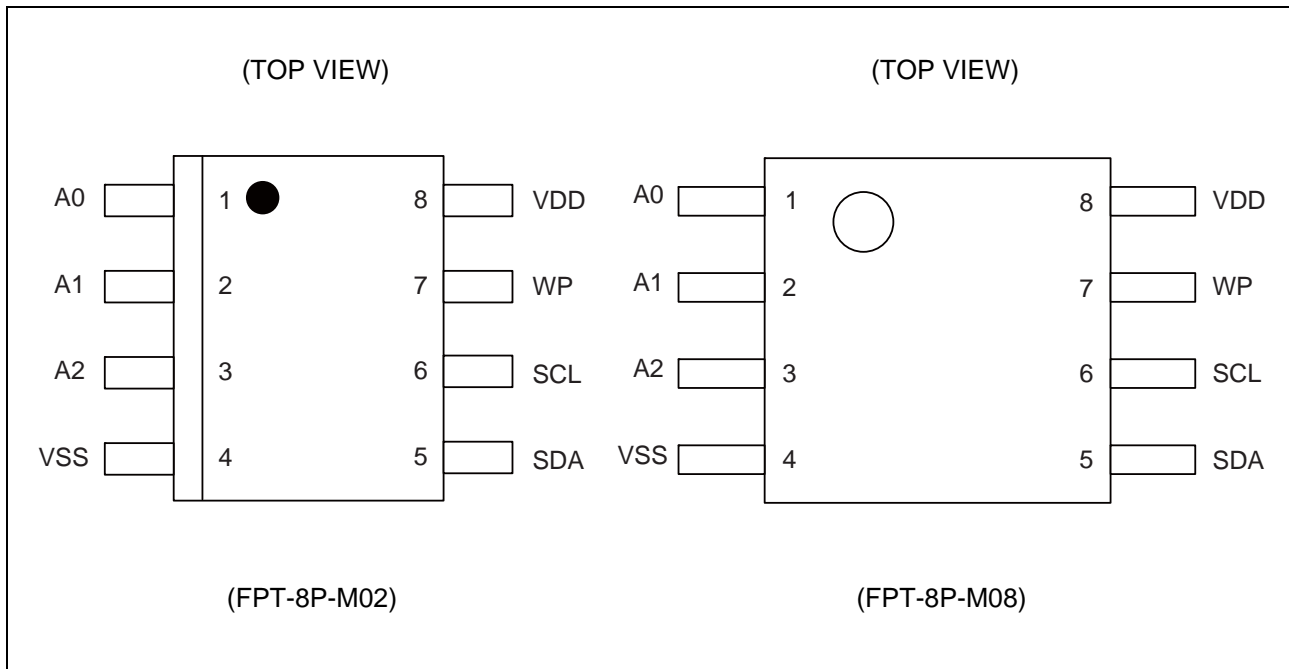 (TOP VIEW)
A0 1 8 VDD
A1 2 7 WP
A2 3 6 SCL
VSS 4 5 SDA
(FPT-8P-M02)
(TOP VIEW)
A0 1 8 VDD
A1 2 7 WP
A2 3 6 SCL
VSS 4 5 SDA
(FPT-8P-M08)